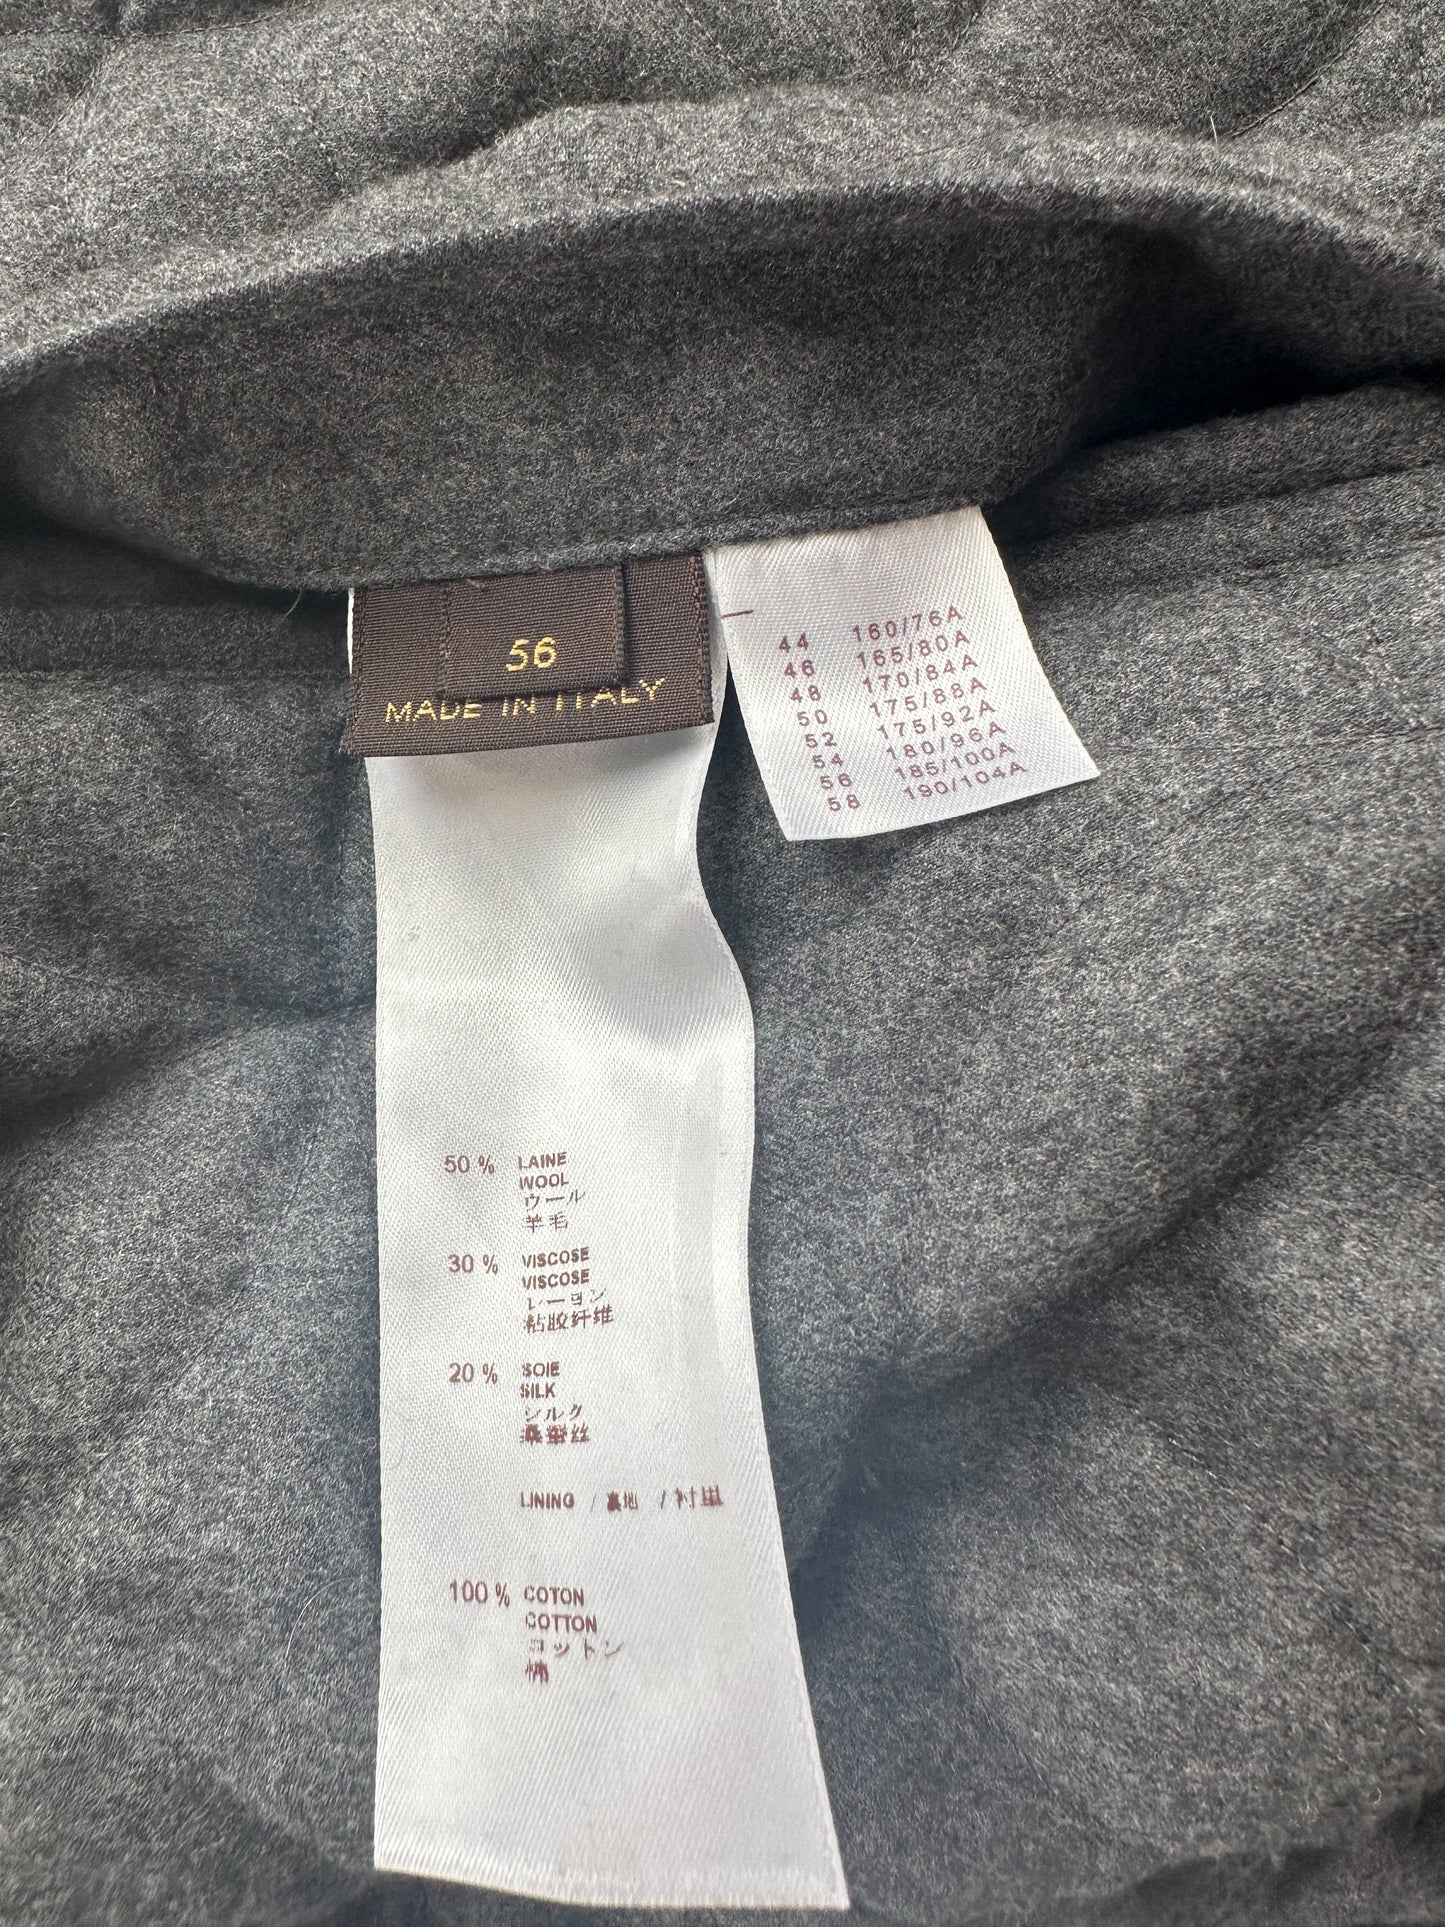 56
MADE IN ITALY
44 160/76A
46 165/80A
48 170/84A
50 175/88A
52 175/92A
54 180/96A
56 185/100A
58 190/104A
50 % LAINE
WOOL
ウール
羊毛
30 % VISCOSE
VISCOSE
レーヨン
粘胶纤维
20 % SOIE
SILK
シルク
桑蚕丝
LINING / 裏地 / 衬里
100 % COTON
COTTON
コットン
棉